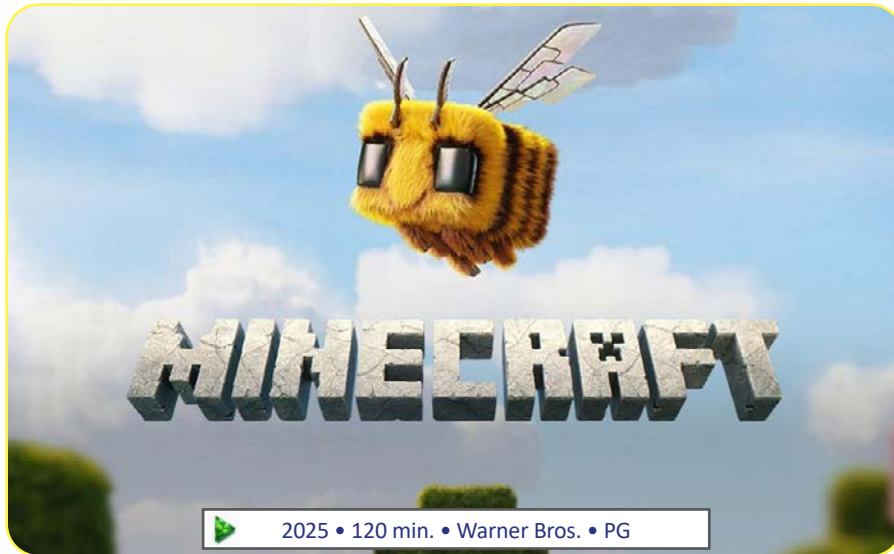 MINECRAFT
2025 • 120 min. • Warner Bros. • PG